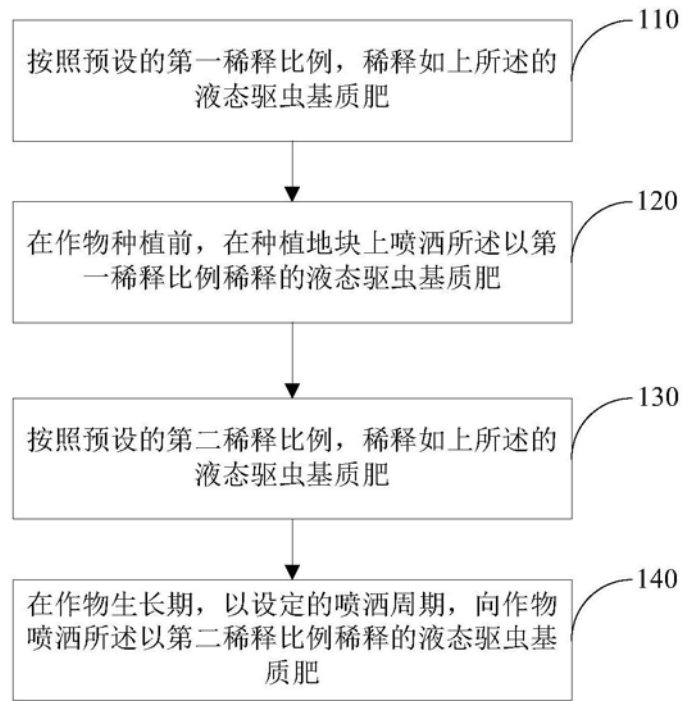 110
按照预设的第一稀释比例，稀释如上所述的
液态驱虫基质肥
120
在作物种植前，在种植地块上喷洒所述以第
一稀释比例稀释的液态驱虫基质肥
130
按照预设的第二稀释比例，稀释如上所述的
液态驱虫基质肥
140
在作物生长期，以设定的喷洒周期，向作物
喷洒所述以第二稀释比例稀释的液态驱虫基
质肥